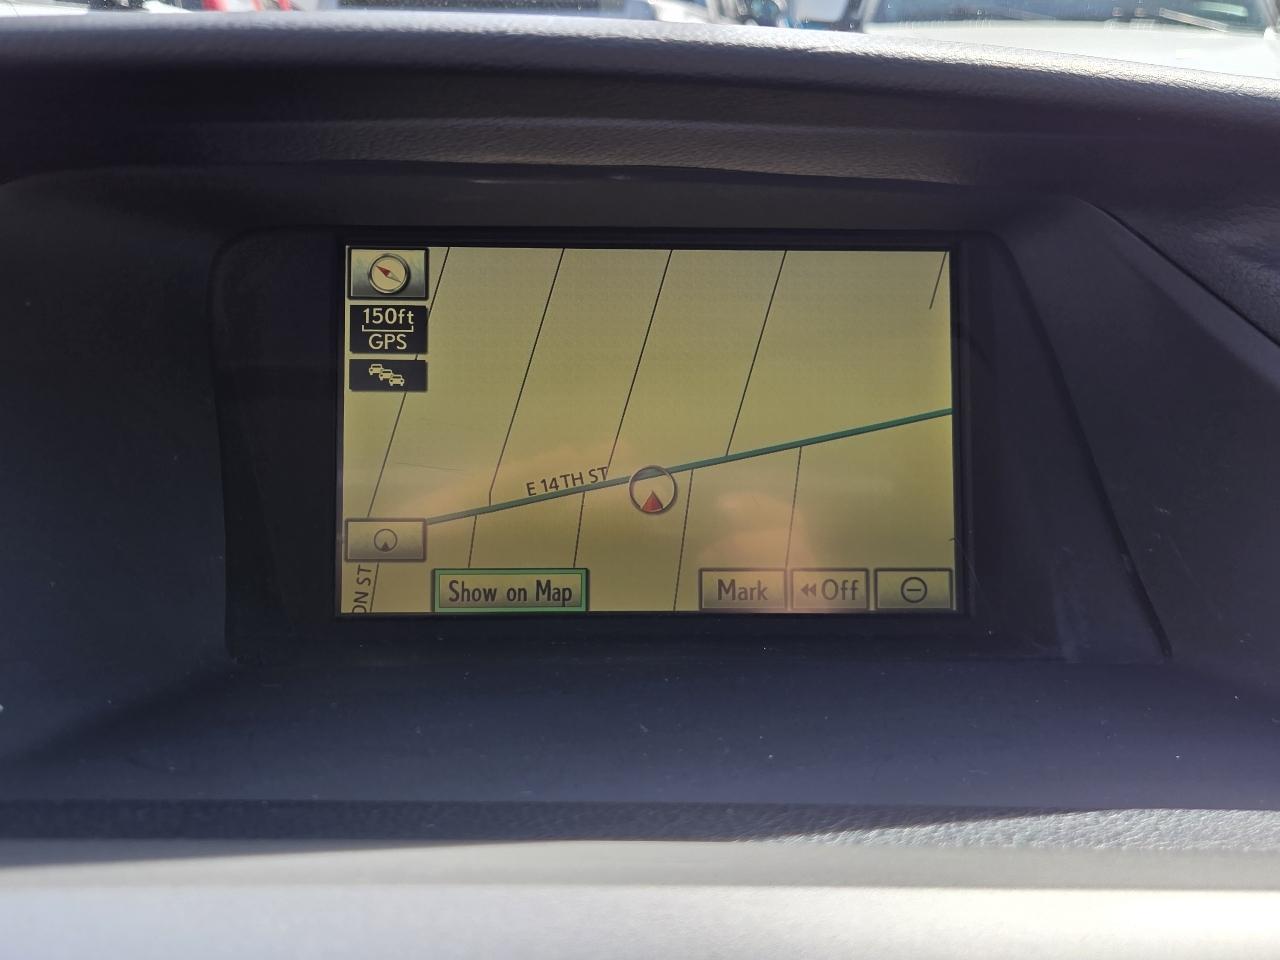 150ft
GPS
E 14TH ST
ON ST
Show on Map
Mark
Off